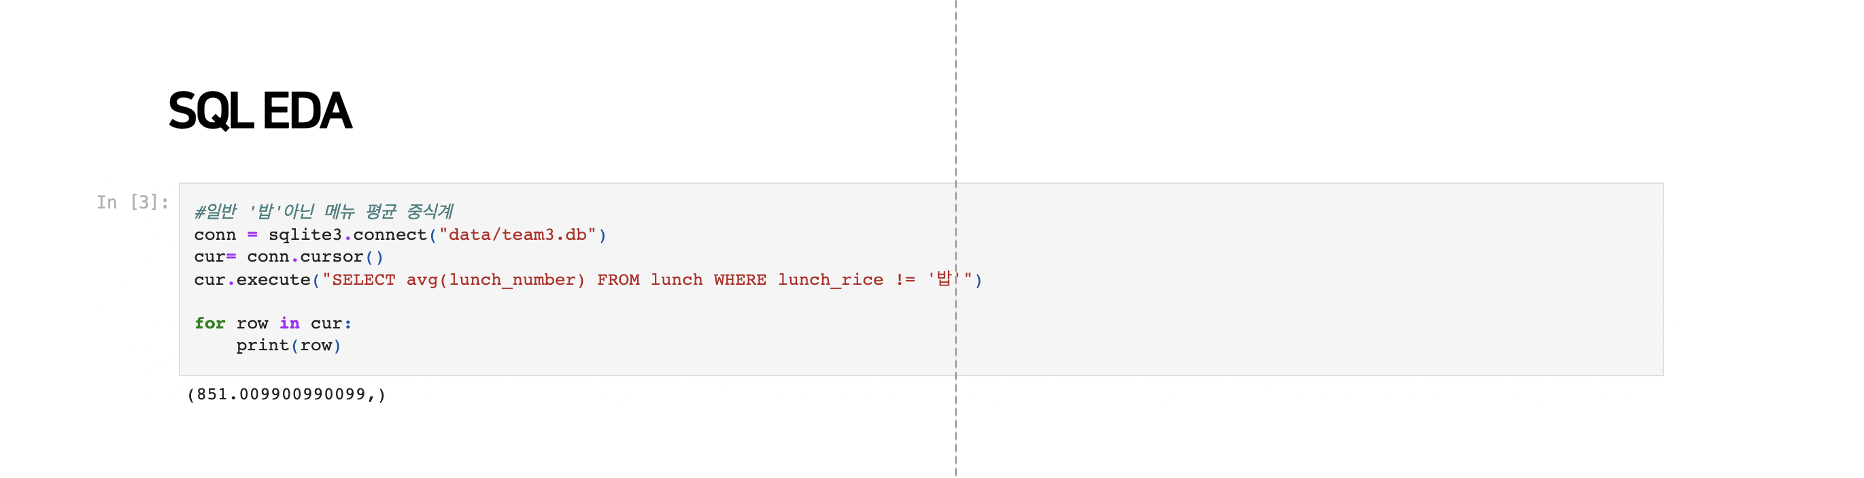 SQL EDA
In [3]:
#일반 '밥'아닌 메뉴 평균 중식계
conn = sqlite3.connect("data/team3.db")
cur= conn.cursor()
cur.execute("SELECT avg(lunch_number) FROM lunch WHERE lunch_rice != '밥'")
for row in cur:
    print(row)
(851.009900990099,)